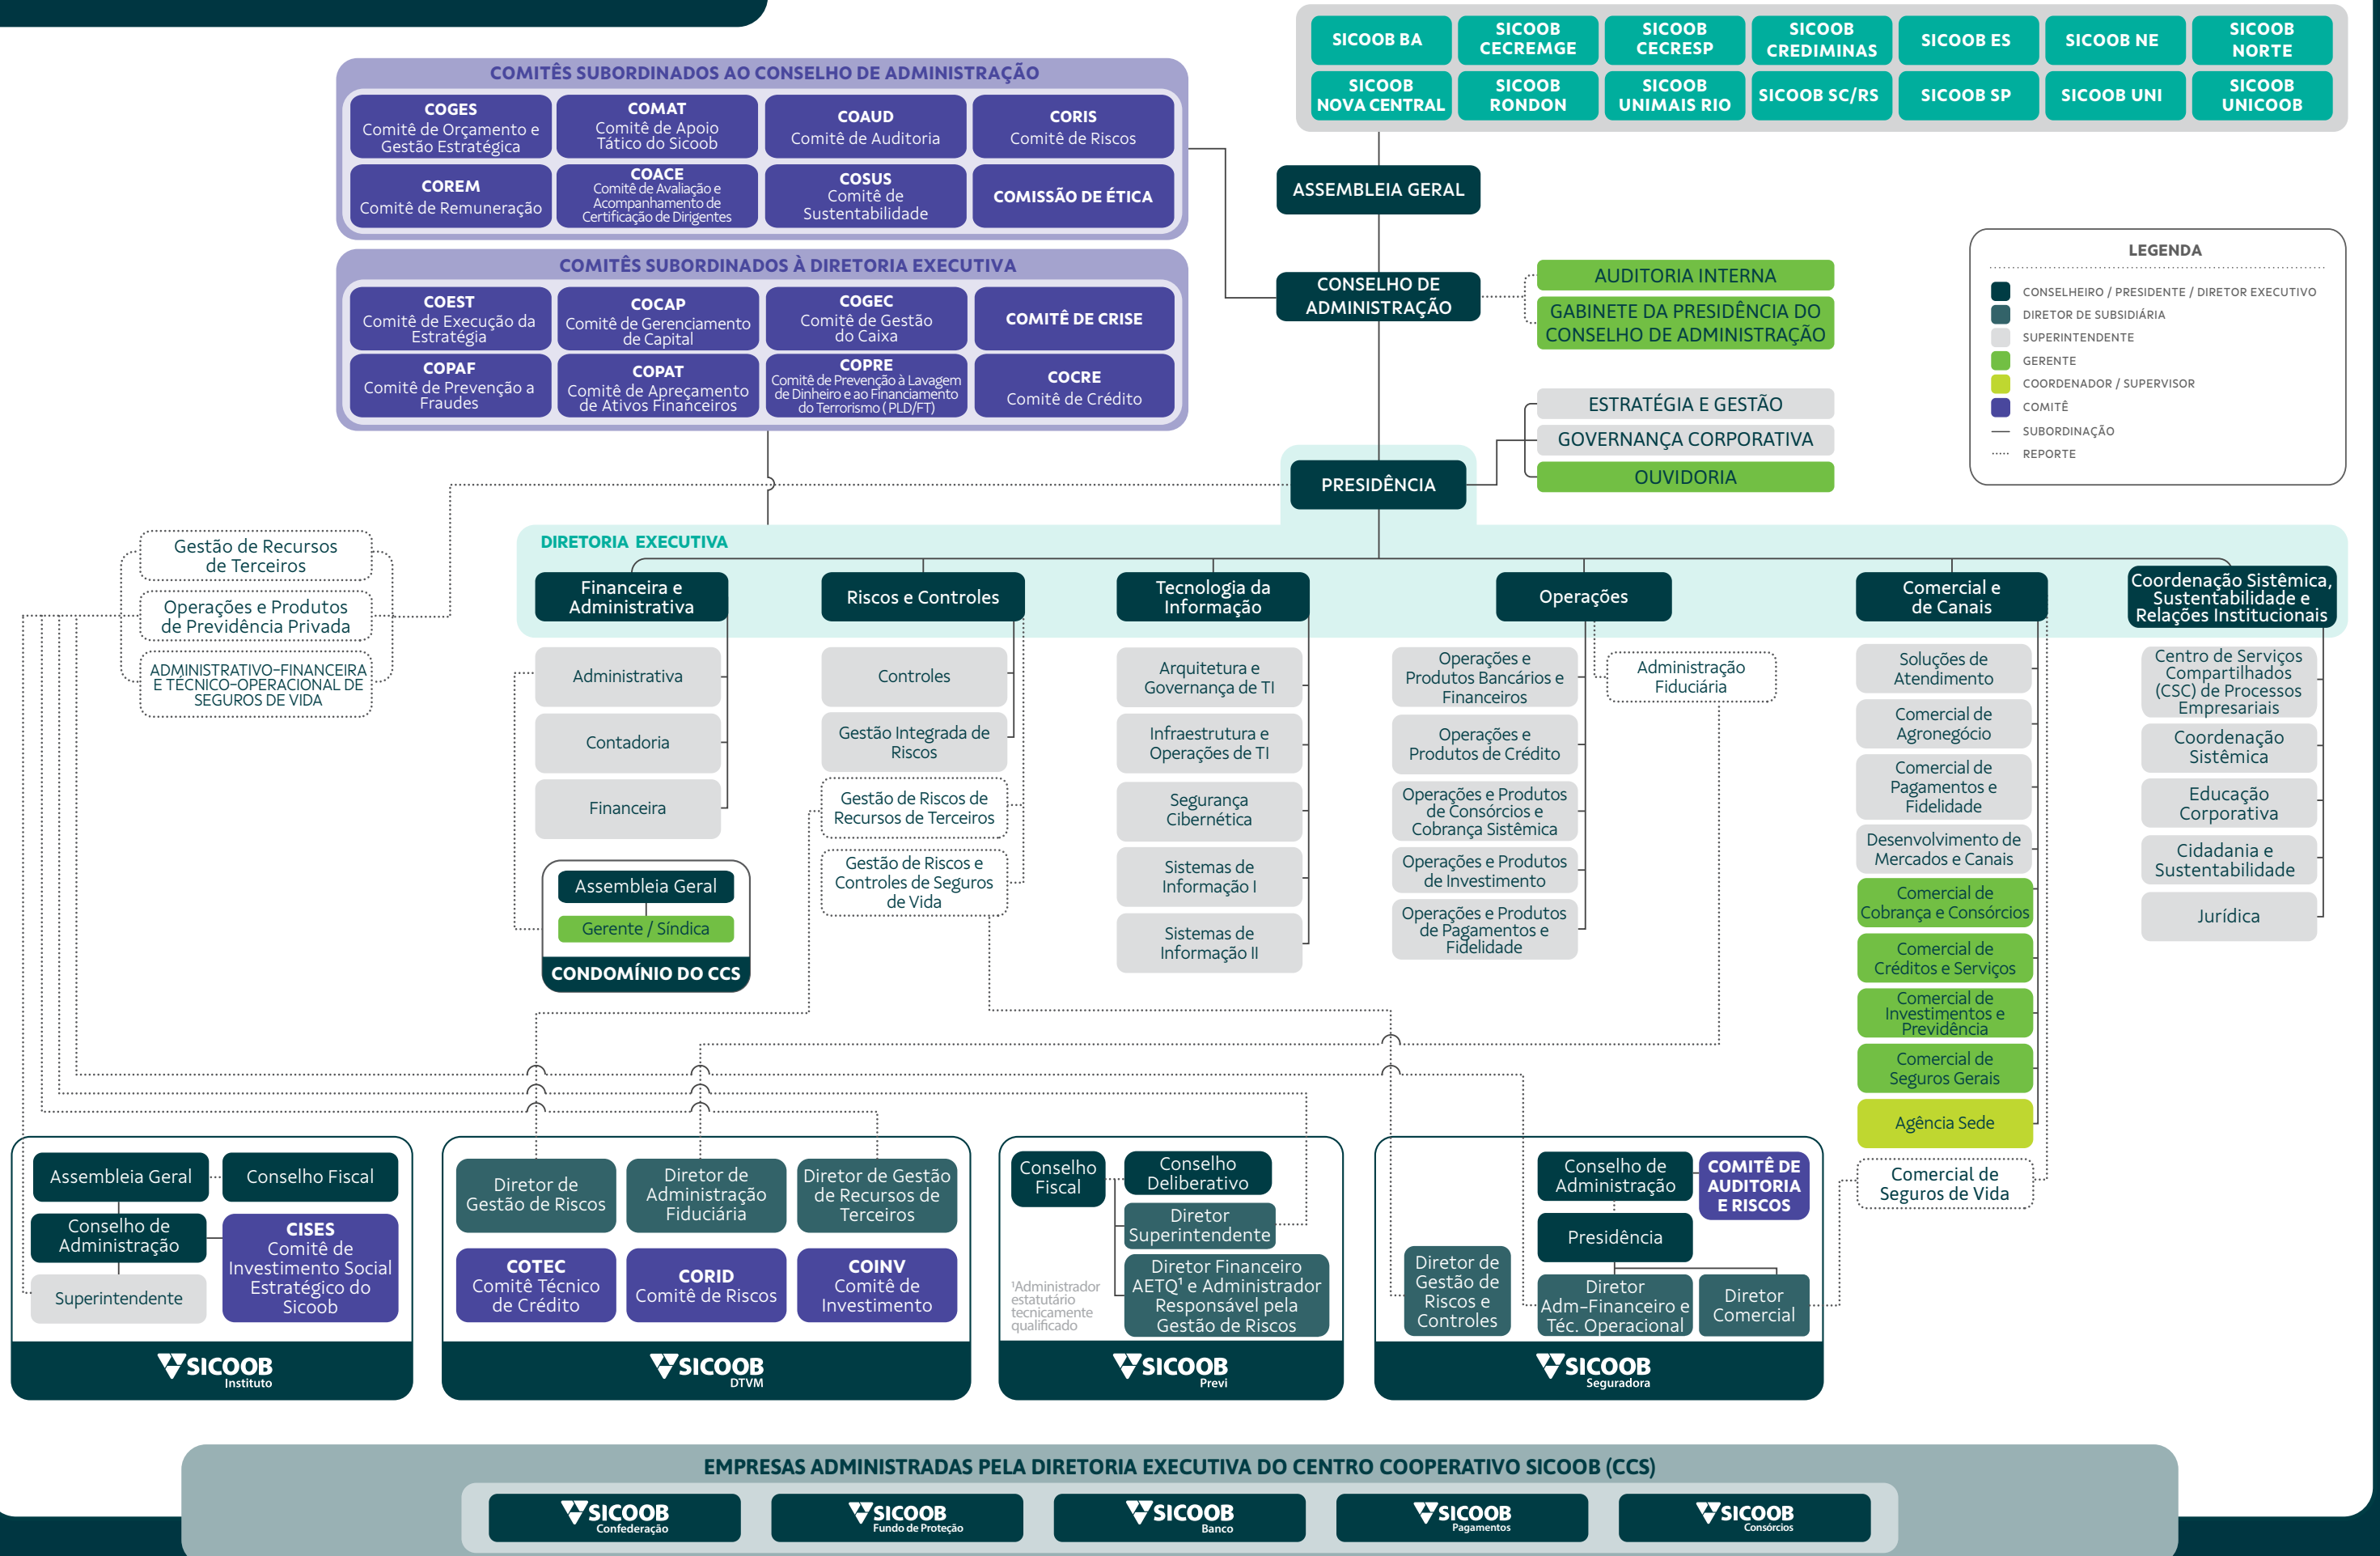 SICOOB BA
SICOOB
CECREMGE
SICOOB
CECRESP
SICOOB
CREDIMINAS
SICOOB ES
SICOOB NE
SICOOB
NORTE
SICOOB
NOVA CENTRAL
SICOOB
RONDON
SICOOB
UNIMAIS RIO
SICOOB SC/RS
SICOOB SP
SICOOB UNI
SICOOB
UNICOOB
COMITÊS SUBORDINADOS AO CONSELHO DE ADMINISTRAÇÃO
COGES
Comitê de Orçamento e
Gestão Estratégica
COMAT
Comitê de Apoio
Tático do Sicoob
COAUD
Comitê de Auditoria
CORIS
Comitê de Riscos
COREM
Comitê de Remuneração
COACE
Comitê de Avaliação e
Acompanhamento de
Certificação de Dirigentes
COSUS
Comitê de
Sustentabilidade
COMISSÃO DE ÉTICA
COMITÊS SUBORDINADOS À DIRETORIA EXECUTIVA
COEST
Comitê de Execução da
Estratégia
COCAP
Comitê de Gerenciamento
de Capital
COGEC
Comitê de Gestão
do Caixa
COMITÊ DE CRISE
COPAF
Comitê de Prevenção a
Fraudes
COPAT
Comitê de Apreçamento
de Ativos Financeiros
COPRE
Comitê de Prevenção à Lavagem
de Dinheiro e ao Financiamento
do Terrorismo ( PLD/FT)
COCRE
Comitê de Crédito
ASSEMBLEIA GERAL
CONSELHO DE
ADMINISTRAÇÃO
AUDITORIA INTERNA
GABINETE DA PRESIDÊNCIA DO
CONSELHO DE ADMINISTRAÇÃO
ESTRATÉGIA E GESTÃO
GOVERNANÇA CORPORATIVA
OUVIDORIA
PRESIDÊNCIA
LEGENDA
CONSELHEIRO / PRESIDENTE / DIRETOR EXECUTIVO
DIRETOR DE SUBSIDIÁRIA
SUPERINTENDENTE
GERENTE
COORDENADOR / SUPERVISOR
COMITÊ
SUBORDINAÇÃO
REPORTE
Gestão de Recursos
de Terceiros
Operações e Produtos
de Previdência Privada
ADMINISTRATIVO-FINANCEIRA
E TÉCNICO-OPERACIONAL DE
SEGUROS DE VIDA
DIRETORIA EXECUTIVA
Financeira e
Administrativa
Administrativa
Contadoria
Financeira
Assembleia Geral
Gerente / Síndica
CONDOMÍNIO DO CCS
Riscos e Controles
Controles
Gestão Integrada de
Riscos
Gestão de Riscos de
Recursos de Terceiros
Gestão de Riscos e
Controles de Seguros
de Vida
Tecnologia da
Informação
Arquitetura e
Governança de TI
Infraestrutura e
Operações de TI
Segurança
Cibernética
Sistemas de
Informação I
Sistemas de
Informação II
Operações
Operações e
Produtos Bancários e
Financeiros
Operações e
Produtos de Crédito
Operações e Produtos
de Consórcios e
Cobrança Sistêmica
Operações e Produtos
de Investimento
Operações e Produtos
de Pagamentos e
Fidelidade
Administração
Fiduciária
Comercial e
de Canais
Soluções de
Atendimento
Comercial de
Agronegócio
Comercial de
Pagamentos e
Fidelidade
Desenvolvimento de
Mercados e Canais
Comercial de
Cobrança e Consórcios
Comercial de
Créditos e Serviços
Comercial de
Investimentos e
Previdência
Comercial de
Seguros Gerais
Agência Sede
Comercial de
Seguros de Vida
Coordenação Sistêmica,
Sustentabilidade e
Relações Institucionais
Centro de Serviços
Compartilhados
(CSC) de Processos
Empresariais
Coordenação
Sistêmica
Educação
Corporativa
Cidadania e
Sustentabilidade
Jurídica
Assembleia Geral
Conselho Fiscal
Conselho de
Administração
CISES
Comitê de
Investimento Social
Estratégico do
Sicoob
Superintendente
SICOOB
Instituto
Diretor de
Gestão de Riscos
Diretor de
Administração
Fiduciária
Diretor de Gestão
de Recursos de
Terceiros
COTEC
Comitê Técnico
de Crédito
CORID
Comitê de Riscos
COINV
Comitê de
Investimento
SICOOB
DTVM
Conselho
Fiscal
Conselho
Deliberativo
Diretor
Superintendente
Diretor Financeiro
AETQ¹ e Administrador
Responsável pela
Gestão de Riscos
¹Administrador
estatutário
tecnicamente
qualificado
SICOOB
Previ
Conselho de
Administração
COMITÊ DE
AUDITORIA
E RISCOS
Presidência
Diretor de
Gestão de
Riscos e
Controles
Diretor
Adm-Financeiro e
Téc. Operacional
Diretor
Comercial
SICOOB
Seguradora
EMPRESAS ADMINISTRADAS PELA DIRETORIA EXECUTIVA DO CENTRO COOPERATIVO SICOOB (CCS)
SICOOB
Confederação
SICOOB
Fundo de Proteção
SICOOB
Banco
SICOOB
Pagamentos
SICOOB
Consórcios